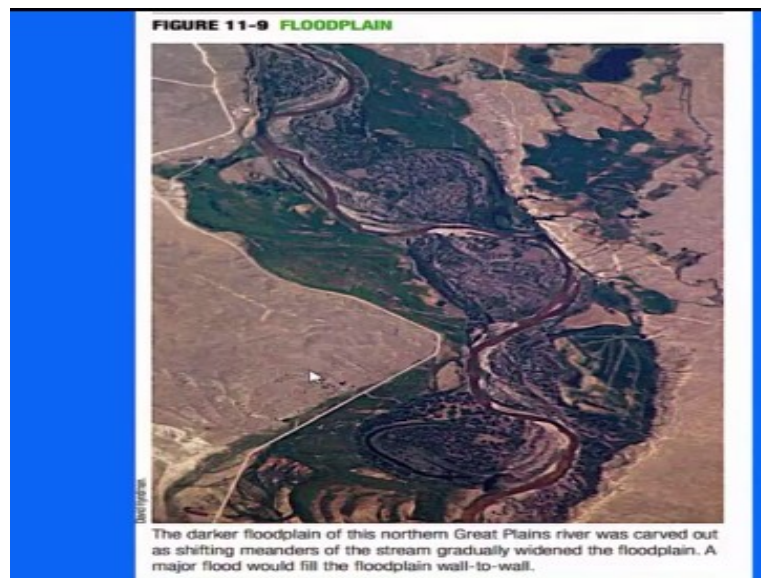 FIGURE 11-9 FLOODPLAIN
The darker floodplain of this northern Great Plains river was carved out
as shifting meanders of the stream gradually widened the floodplain. A
major flood would fill the floodplain wall-to-wall.